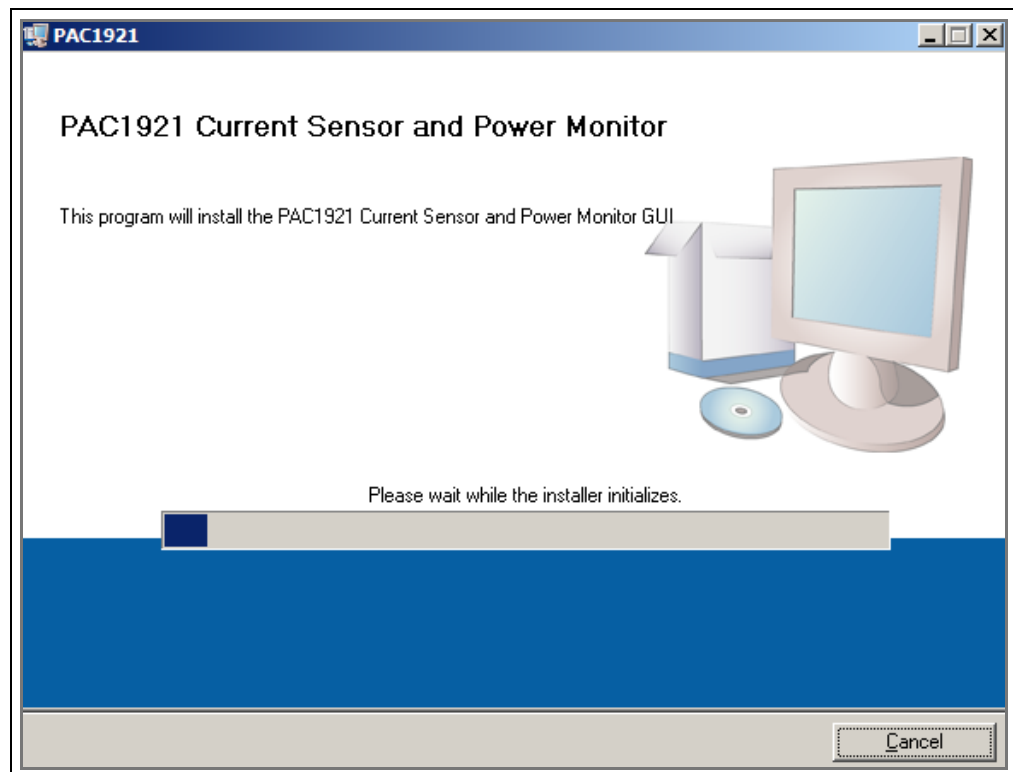 PAC1921
PAC1921 Current Sensor and Power Monitor
This program will install the PAC1921 Current Sensor and Power Monitor GUI
Please wait while the installer initializes.
Cancel